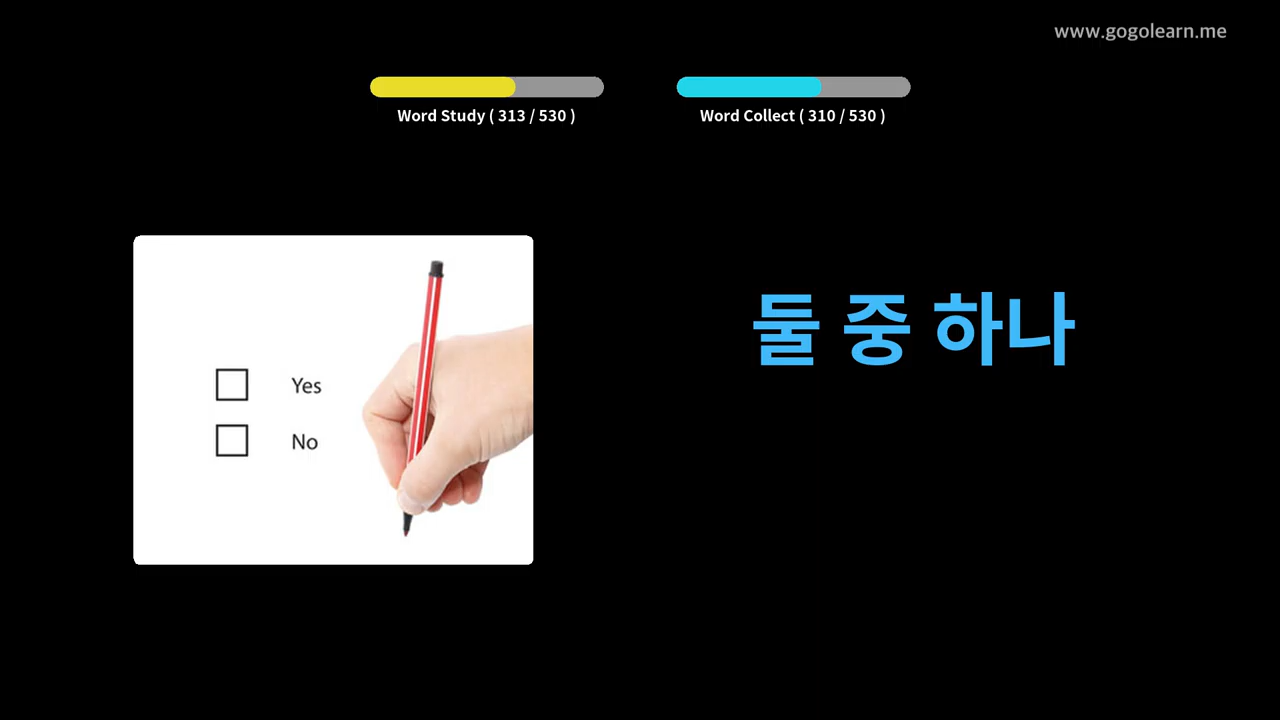 www.gogolearn.me
Word Study ( 313 / 530 )
Word Collect ( 310 / 530 )
Yes
No
둘 중 하나